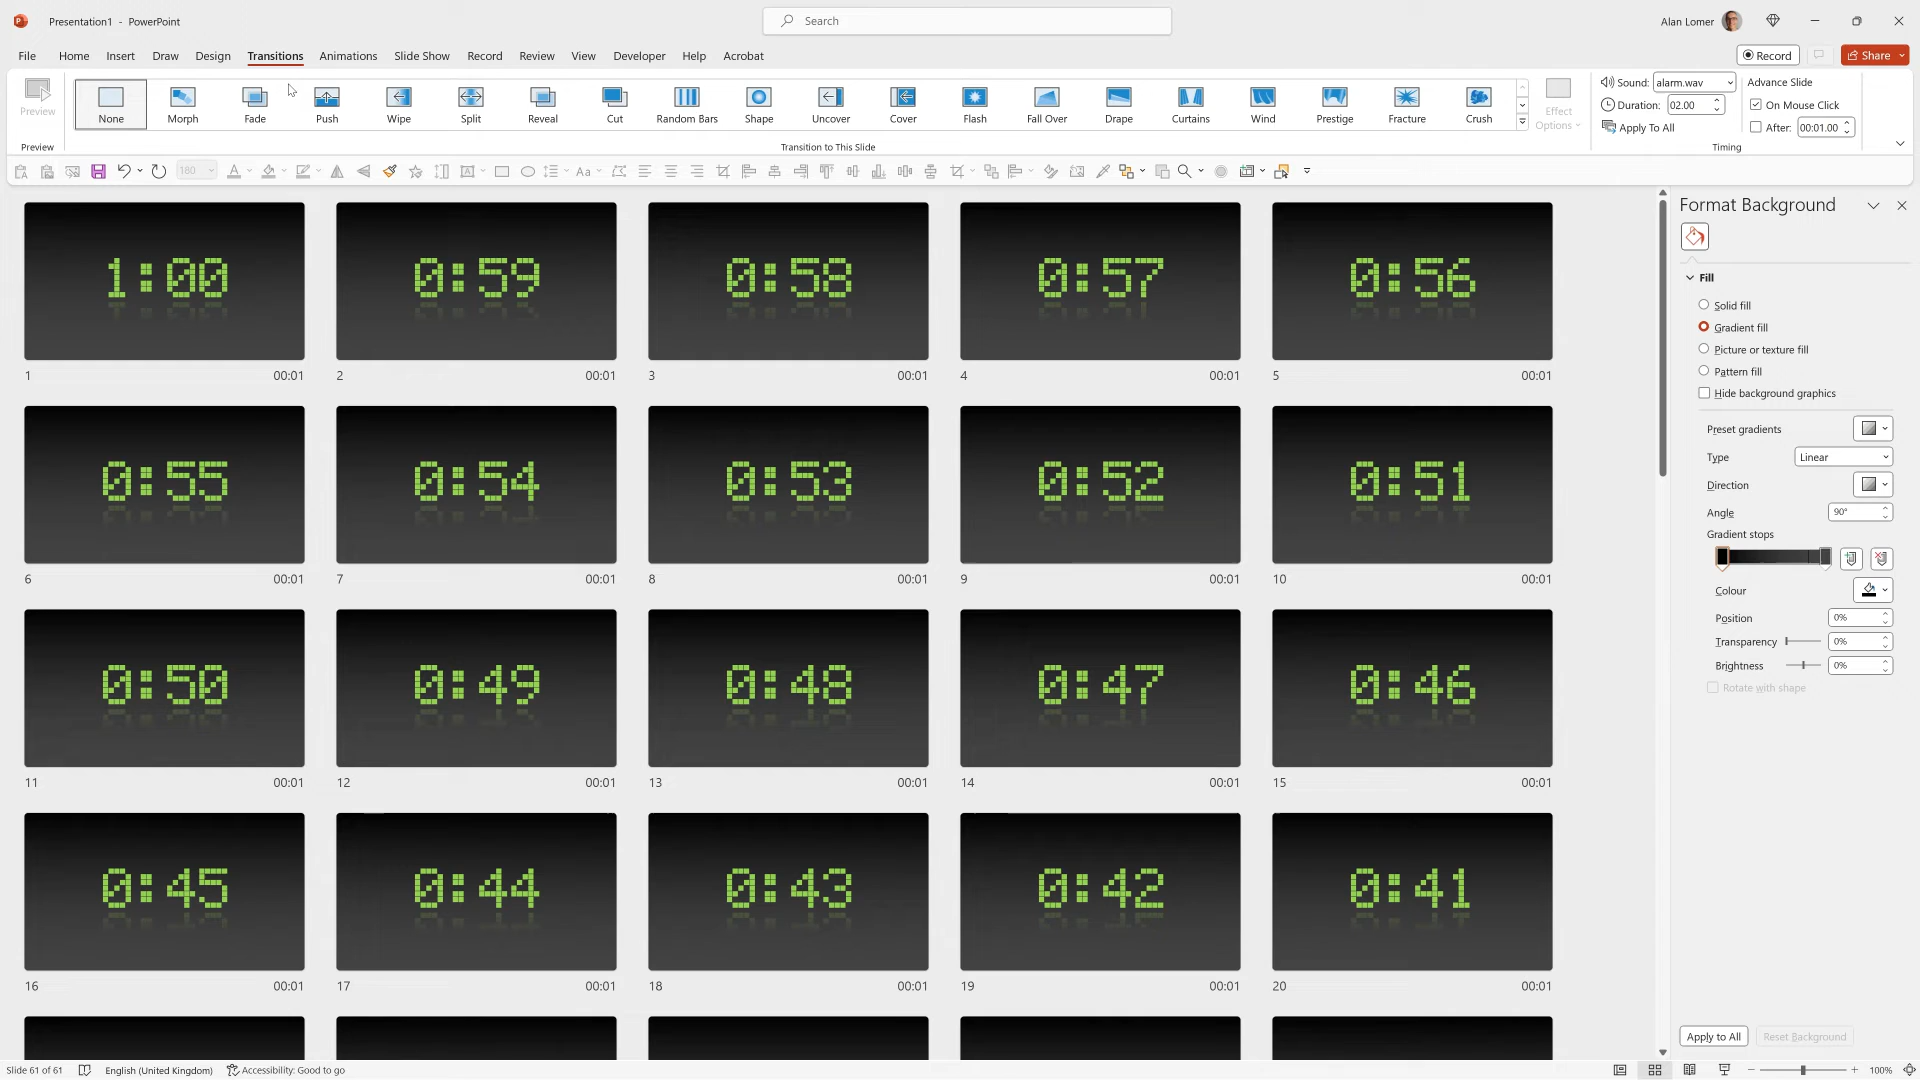 Presentation1 - PowerPoint
Search
Alan Lomer
File Home Insert Draw Design Transitions Animations Slide Show Record Review View Developer Help Acrobat
Record
Share
Preview
None Morph Fade Push Wipe Split Reveal Cut Random Bars Shape Uncover Cover Flash Fall Over Drape Curtains Wind Prestige Fracture Crush
Effect
Options
Sound: alarm.wav
Duration: 02.00
Apply To All
Advance Slide
On Mouse Click
After: 00:01.00
Preview
Transition to This Slide
Timing
180
Aa
1:00 0:59 0:58 0:57 0:56
1 00:01 2 00:01 3 00:01 4 00:01 5 00:01
0:55 0:54 0:53 0:52 0:51
6 00:01 7 00:01 8 00:01 9 00:01 10 00:01
0:50 0:49 0:48 0:47 0:46
11 00:01 12 00:01 13 00:01 14 00:01 15 00:01
0:45 0:44 0:43 0:42 0:41
16 00:01 17 00:01 18 00:01 19 00:01 20 00:01
Format Background
Fill
Solid fill
Gradient fill
Picture or texture fill
Pattern fill
Hide background graphics
Preset gradients
Type Linear
Direction
Angle 90°
Gradient stops
Colour
Position 0%
Transparency 0%
Brightness 0%
Rotate with shape
Apply to All Reset Background
Slide 61 of 61 English (United Kingdom) Accessibility: Good to go
100%